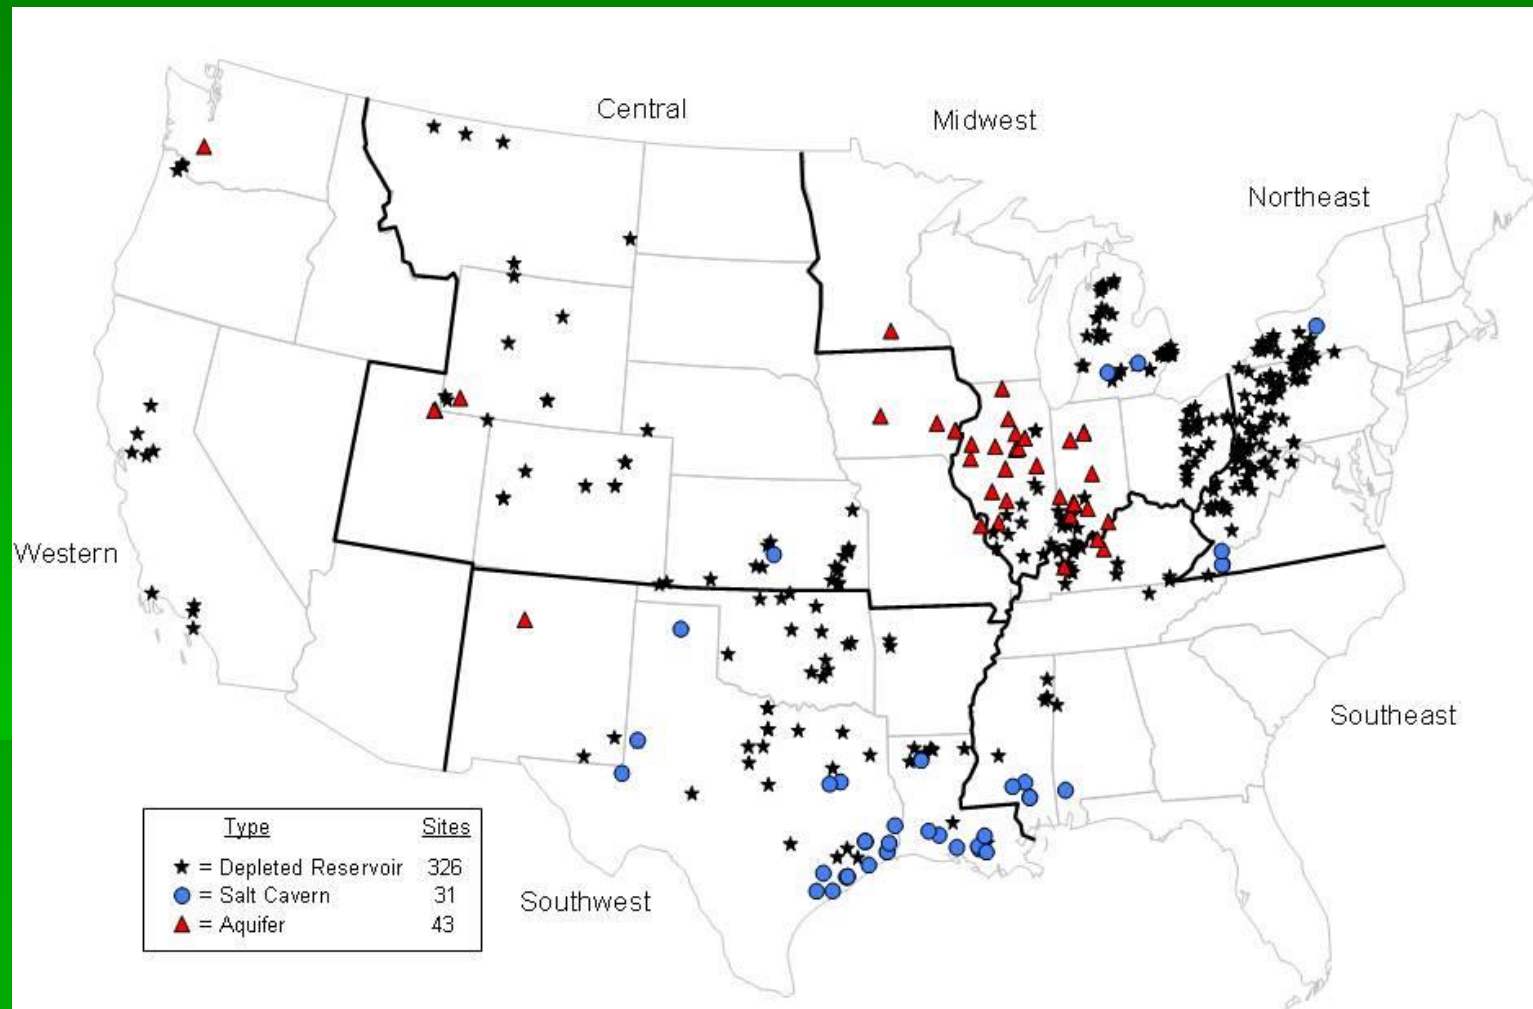 Central
Midwest
Northeast
Western
Southeast
Southwest
Type Sites
= Depleted Reservoir 326
= Salt Cavern 31
= Aquifer 43